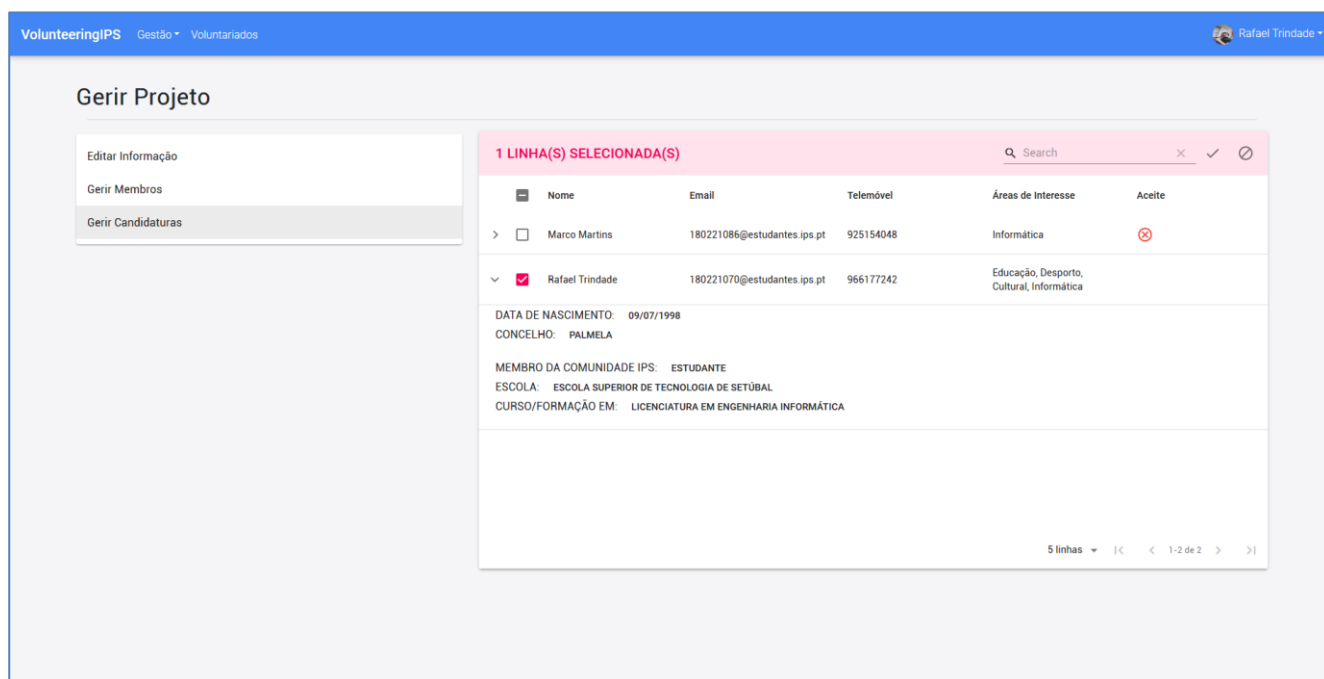 VolunteeringIPS Gestão Voluntariados Rafael Trindade
Gerir Projeto
Editar Informação
Gerir Membros
Gerir Candidaturas
1 LINHA(S) SELECIONADA(S) Search
Nome Email Telemóvel Áreas de Interesse Aceite
Marco Martins 180221086@estudantes.ips.pt 925154048 Informática
Rafael Trindade 180221070@estudantes.ips.pt 966177242 Educação, Desporto,
Cultural, Informática
DATA DE NASCIMENTO: 09/07/1998
CONCELHO: PALMELA
MEMBRO DA COMUNIDADE IPS: ESTUDANTE
ESCOLA: ESCOLA SUPERIOR DE TECNOLOGIA DE SETÚBAL
CURSO/FORMAÇÃO EM: LICENCIATURA EM ENGENHARIA INFORMÁTICA
5 linhas 1-2 de 2